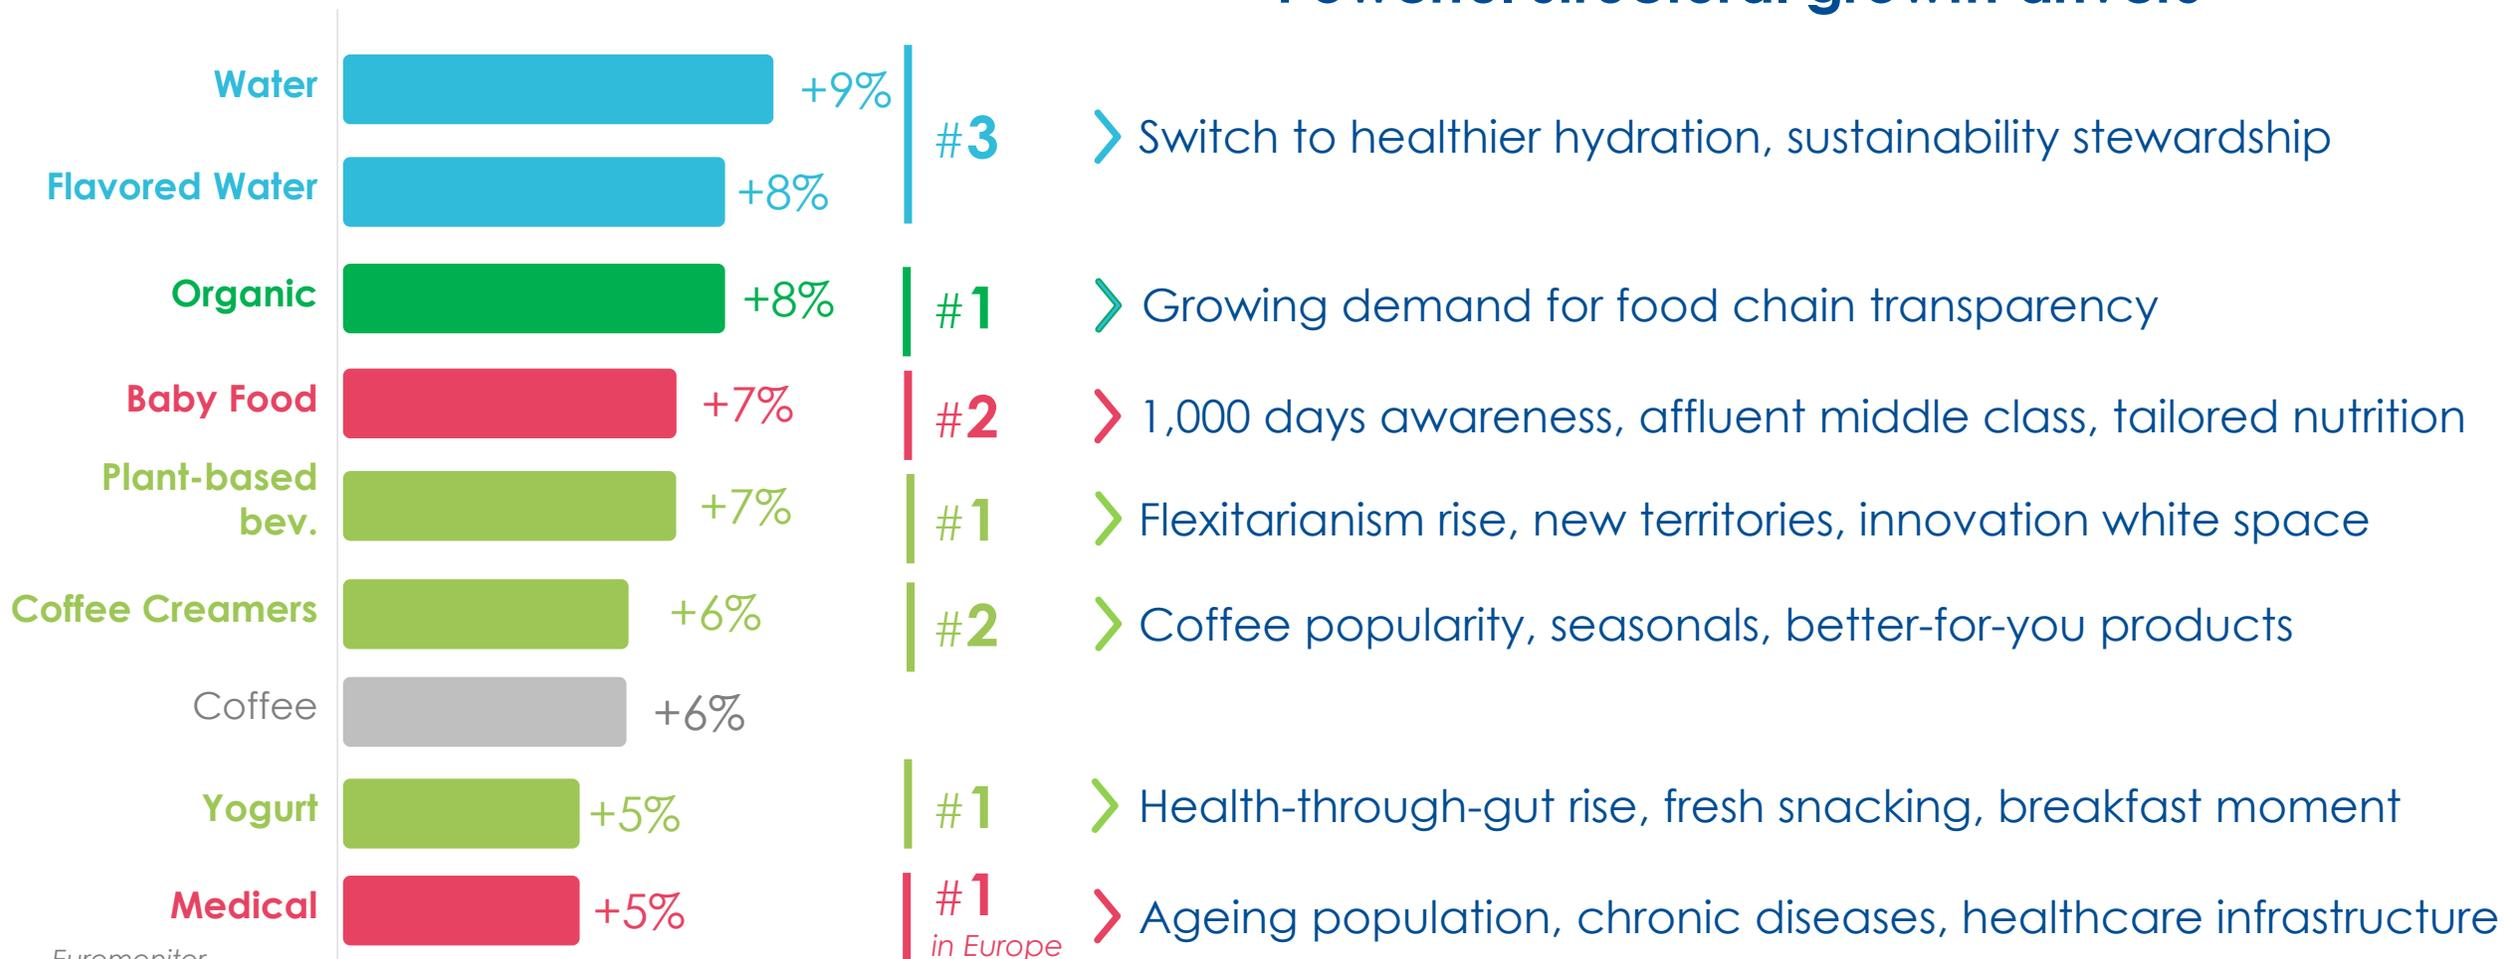 growth drivers
Water +9%
#3 Switch to healthier hydration, sustainability stewardship
Flavored Water +8%
Organic +8% #1 Growing demand for food chain transparency
Baby Food +7% #2 1,000 days awareness, affluent middle class, tailored nutrition
Plant-based
bev. +7% #1 Flexitarianism rise, new territories, innovation white space
Coffee Creamers +6% #2 Coffee popularity, seasonals, better-for-you products
Coffee +6%
Yogurt +5% #1 Health-through-gut rise, fresh snacking, breakfast moment
Medical +5% #1 Ageing population, chronic diseases, healthcare infrastructure
in Europe
Euromonitor